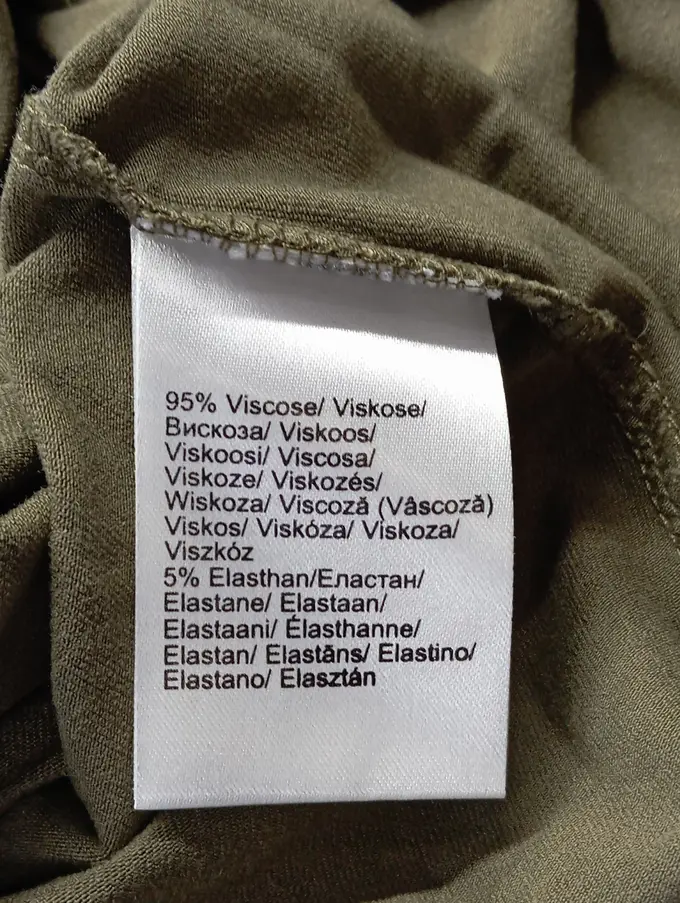 95% Viscose/ Viskose/
Вискоза/ Viskoos/
Viskoosi/ Viscosa/
Viskoze/ Viskozés/
Wiskoza/ Viscoză (Vâscoză)
Viskos/ Viskóza/ Viskoza/
Viszkóz
5% Elasthan/Еластан/
Elastane/ Elastaan/
Elastaani/ Élasthanne/
Elastan/ Elastāns/ Elastino/
Elastano/ Elasztán